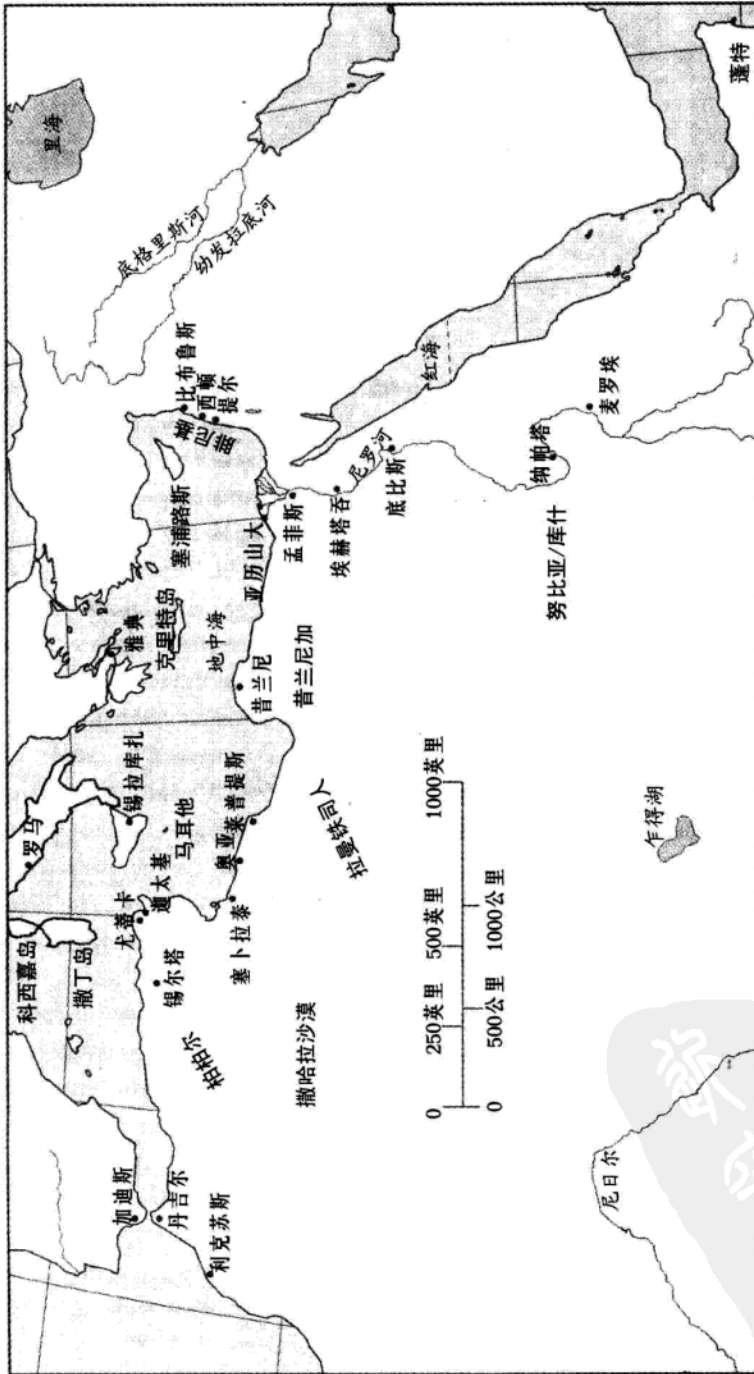 里海
罗马
科西嘉岛
撒丁岛
底格里斯河
幼发拉底河
加迪斯
丹吉尔
利克苏斯
尤蒂卡
迦太基
锡尔塔
锡拉库扎
马耳他
雅典
克里特岛
塞浦路斯
地中海
腓尼基
比布鲁斯
西顿
提尔
柏柏尔
塞卜拉泰
奥亚
莱普提斯
昔兰尼
昔兰尼加
亚历山大
孟菲斯
埃赫塔吞
尼罗河
底比斯
红海
撒哈拉沙漠
拉曼铁司人
0 250英里 500英里 1000英里
0 500公里 1000公里
努比亚/库什
纳帕塔
麦罗埃
尼日尔
乍得湖
蓬特